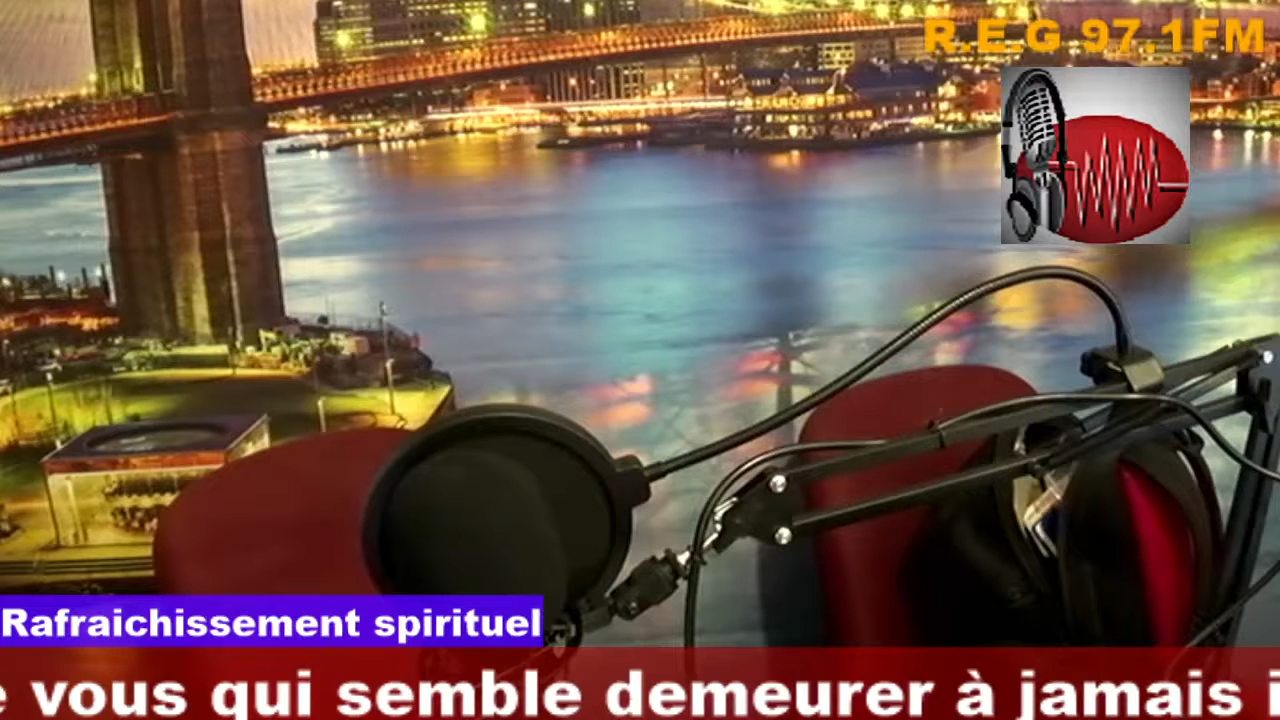 R.E.G 97.1FM
Rafraichissement spirituel
vous qui semble demeurer à jamais